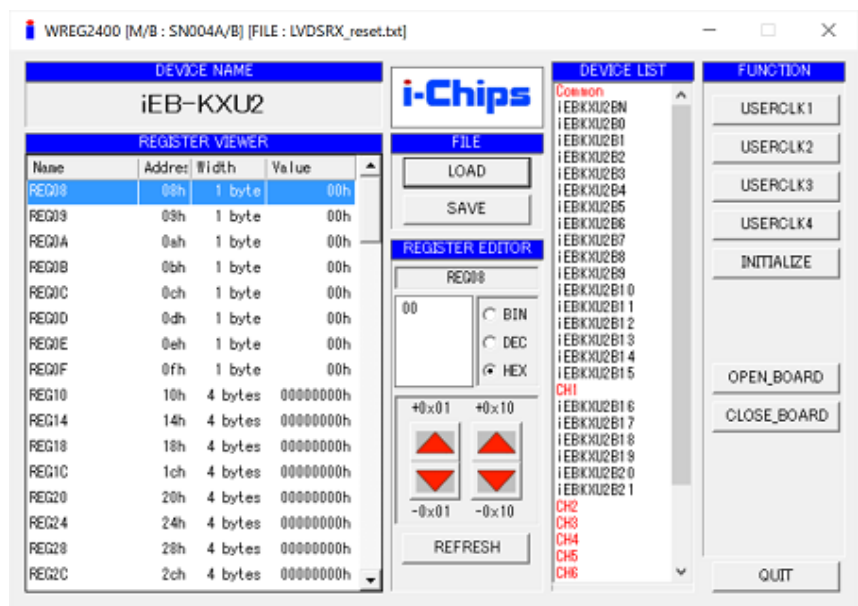 WREG2400 [M/B : SN004A/B] [FILE : LVDSRX_reset.txt]
DEVICE NAME
iEB-KXU2
REGISTER VIEWER
Name Addres Width Value
REG08 08h 1 byte 00h
REG09 09h 1 byte 00h
REG0A 0ah 1 byte 00h
REG0B 0bh 1 byte 00h
REG0C 0ch 1 byte 00h
REG0D 0dh 1 byte 00h
REG0E 0eh 1 byte 00h
REG0F 0fh 1 byte 00h
REG10 10h 4 bytes 00000000h
REG14 14h 4 bytes 00000000h
REG18 18h 4 bytes 00000000h
REG1C 1ch 4 bytes 00000000h
REG20 20h 4 bytes 00000000h
REG24 24h 4 bytes 00000000h
REG28 28h 4 bytes 00000000h
REG2C 2ch 4 bytes 00000000h
i-Chips
FILE
LOAD
SAVE
REGISTER EDITOR
REG08
00
BIN
DEC
HEX
+0x01 +0x10
-0x01 -0x10
REFRESH
DEVICE LIST
Common
iEBKXU2BN
iEBKXU2B0
iEBKXU2B1
iEBKXU2B2
iEBKXU2B3
iEBKXU2B4
iEBKXU2B5
iEBKXU2B6
iEBKXU2B7
iEBKXU2B8
iEBKXU2B9
iEBKXU2B10
iEBKXU2B11
iEBKXU2B12
iEBKXU2B13
iEBKXU2B14
iEBKXU2B15
CH1
iEBKXU2B16
iEBKXU2B17
iEBKXU2B18
iEBKXU2B19
iEBKXU2B20
iEBKXU2B21
CH2
CH3
CH4
CH5
CH6
FUNCTION
USERCLK1
USERCLK2
USERCLK3
USERCLK4
INITIALIZE
OPEN_BOARD
CLOSE_BOARD
QUIT